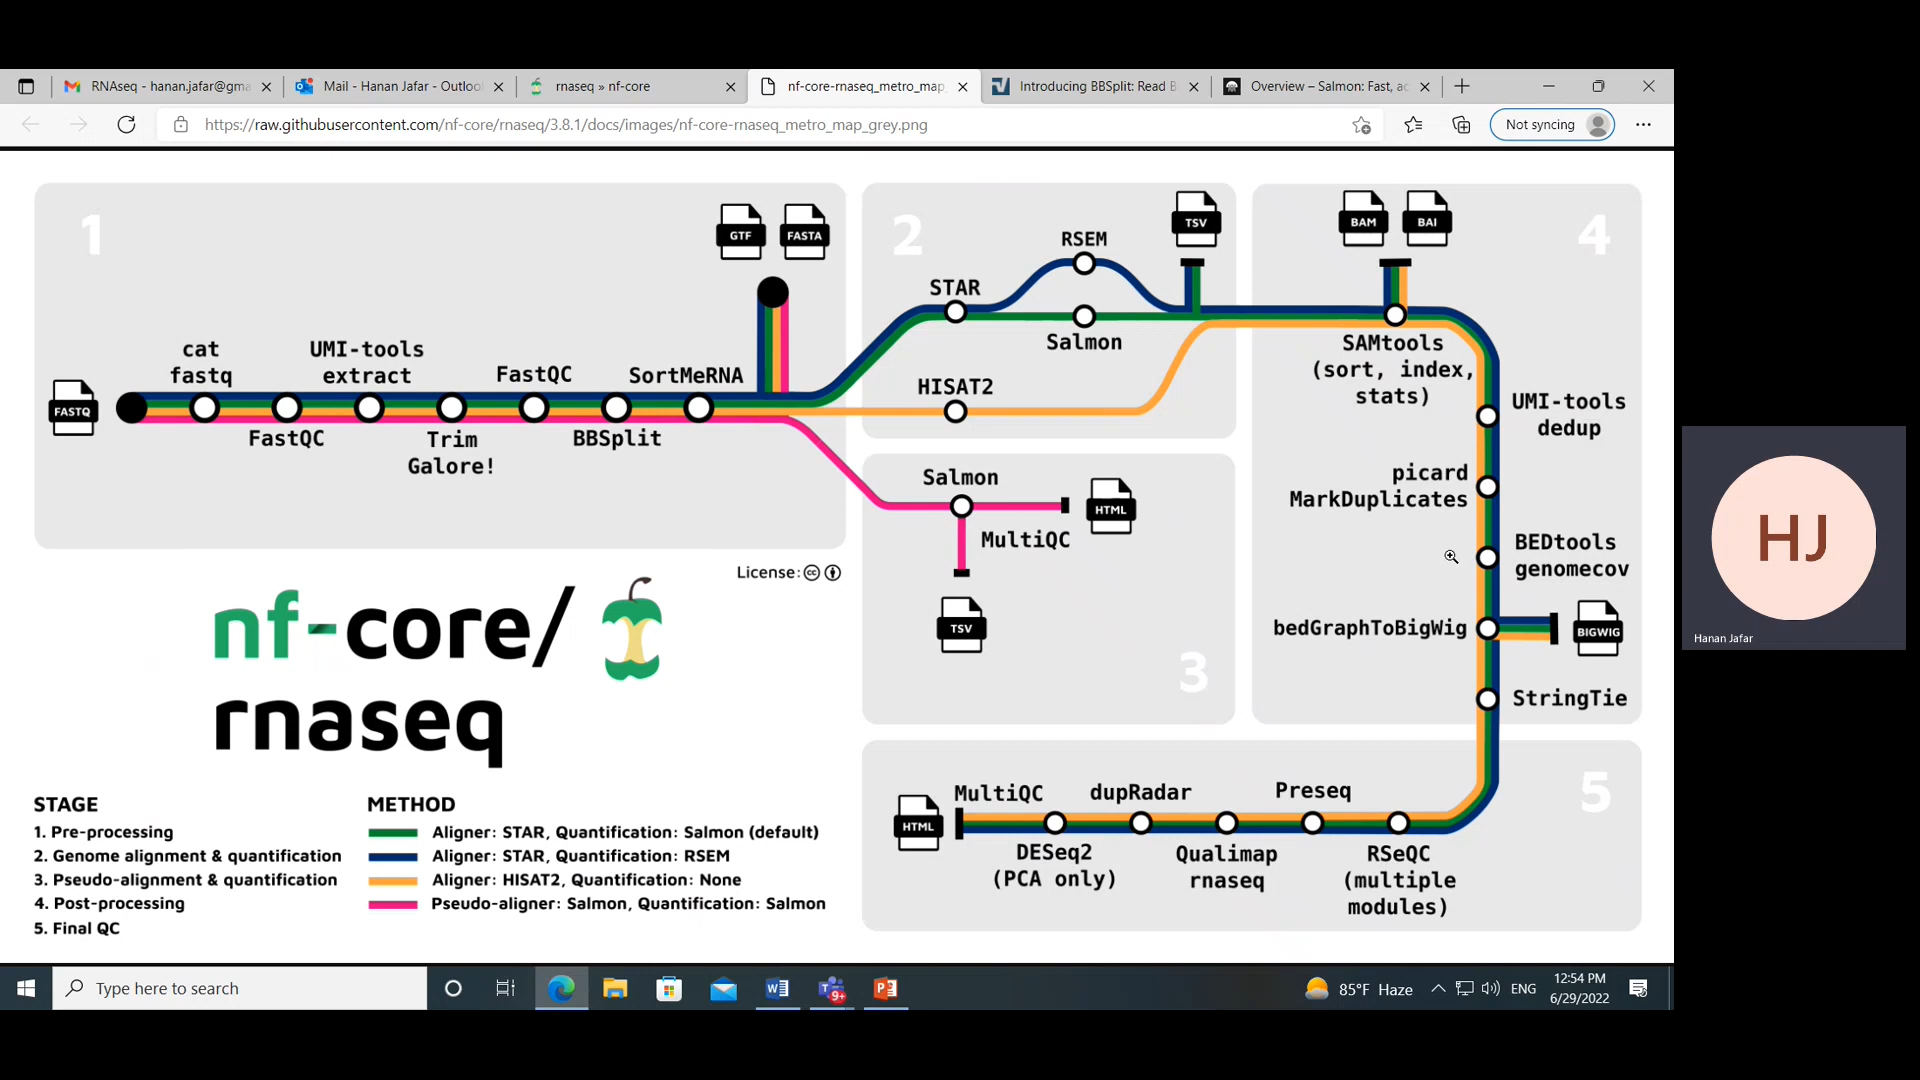 RNAseq - hanan.jafar@gma
Mail - Hanan Jafar - Outloo
rnaseq » nf-core
nf-core-rnaseq_metro_map_
Introducing BBSplit: Read B
Overview – Salmon: Fast, ac
https://raw.githubusercontent.com/nf-core/rnaseq/3.8.1/docs/images/nf-core-rnaseq_metro_map_grey.png
Not syncing
1
GTF
FASTA
FASTQ
cat
fastq
FastQC
UMI-tools
extract
Trim
Galore!
FastQC
BBSplit
SortMeRNA
2
STAR
RSEM
Salmon
HISAT2
TSV
3
Salmon
MultiQC
HTML
TSV
4
BAM
BAI
SAMtools
(sort, index,
stats)
UMI-tools
dedup
picard
MarkDuplicates
BEDtools
genomecov
bedGraphToBigWig
BIGWIG
StringTie
5
HTML
MultiQC
DESeq2
(PCA only)
dupRadar
Qualimap
rnaseq
Preseq
RSeQC
(multiple
modules)
License:
nf-core/
rnaseq
STAGE
1. Pre-processing
2. Genome alignment & quantification
3. Pseudo-alignment & quantification
4. Post-processing
5. Final QC
METHOD
Aligner: STAR, Quantification: Salmon (default)
Aligner: STAR, Quantification: RSEM
Aligner: HISAT2, Quantification: None
Pseudo-aligner: Salmon, Quantification: Salmon
HJ
Hanan Jafar
Type here to search
9+
85°F Haze
ENG
12:54 PM
6/29/2022